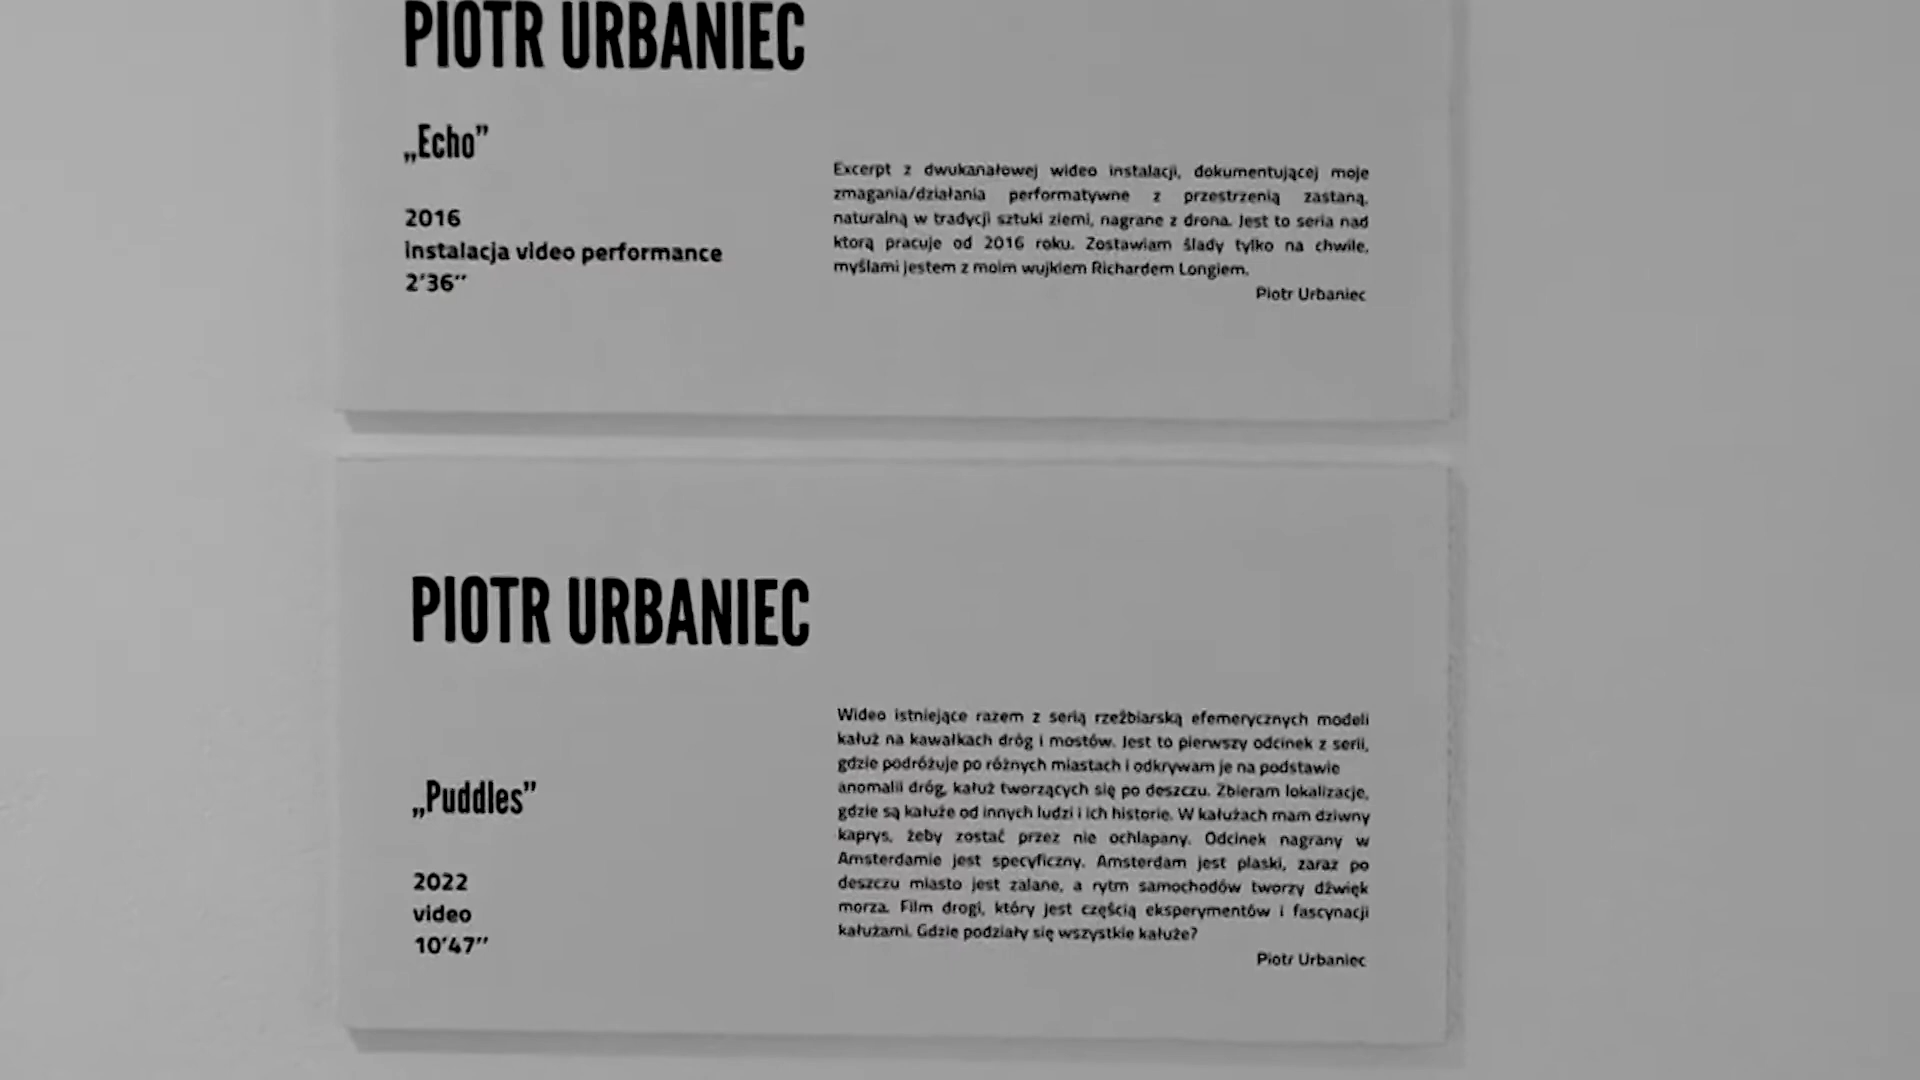 PIOTR URBANIEC
„Echo”
2016
instalacja video performance
2’36’’
Excerpt z dwukanałowej wideo instalacji, dokumentującej moje
zmagania/działania performatywne z przestrzenią zastaną,
naturalną w tradycji sztuki ziemi, nagrane z drona. Jest to seria nad
ktorą pracuje od 2016 roku. Zostawiam ślady tylko na chwile,
myślami jestem z moim wujkiem Richardem Longiem.
Piotr Urbaniec
PIOTR URBANIEC
„Puddles”
2022
video
10’47’’
Wideo istniejące razem z serią rzeźbiarską efemerycznych modeli
kałuż na kawałkach dróg i mostów. Jest to pierwszy odcinek z serii,
gdzie podróżuje po różnych miastach i odkrywam je na podstawie
anomalii dróg, kałuż tworzących się po deszczu. Zbieram lokalizacje,
gdzie są kałuże od innych ludzi i ich historie. W kałużach mam dziwny
kaprys, żeby zostać przez nie ochlapany. Odcinek nagrany w
Amsterdamie jest specyficzny. Amsterdam jest płaski, zaraz po
deszczu miasto jest zalane, a rytm samochodów tworzy dźwięk
morza. Film drogi, który jest częścią eksperymentów i fascynacji
kałużami. Gdzie podziały się wszystkie kałuże?
Piotr Urbaniec